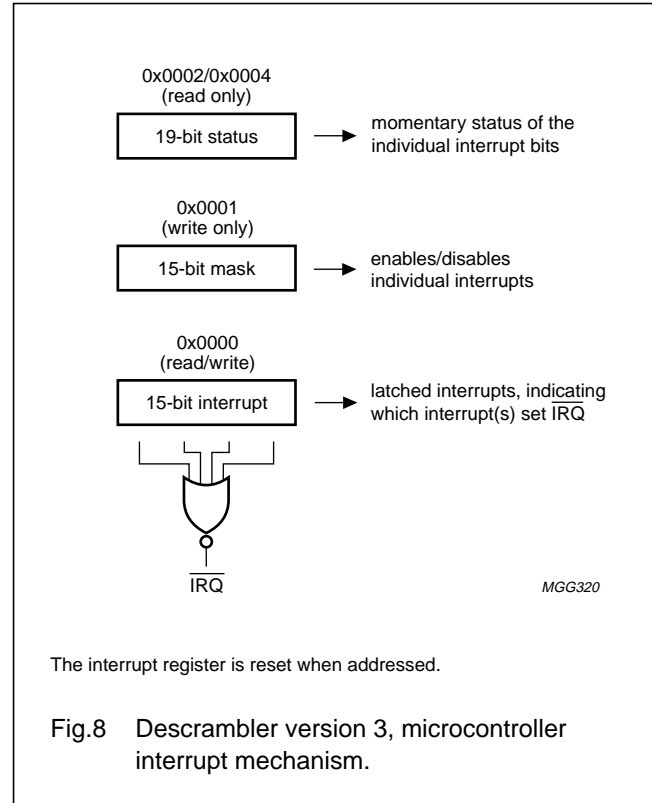 0x0002/0x0004
(read only)
19-bit status
momentary status of the
individual interrupt bits
0x0001
(write only)
15-bit mask
enables/disables
individual interrupts
0x0000
(read/write)
15-bit interrupt
latched interrupts, indicating
which interrupt(s) set I̅R̅Q̅
I̅R̅Q̅
MGG320
The interrupt register is reset when addressed.
Fig.8 Descrambler version 3, microcontroller
interrupt mechanism.